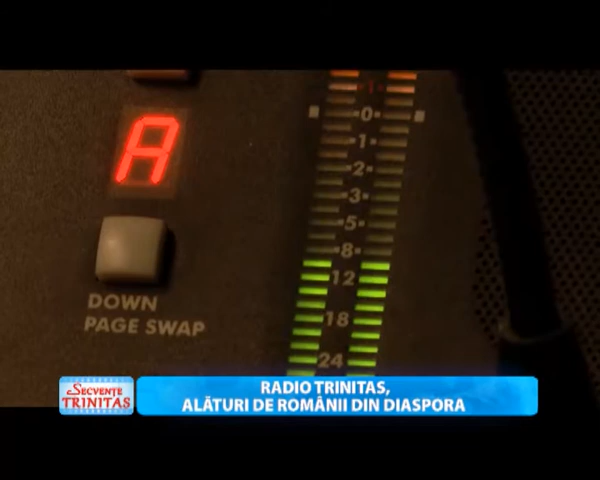 A
+1
0
-1-
-2-
-3-
-5-
-8-
12
18
24
DOWN
PAGE SWAP
SECVENȚE
TRINITAS
RADIO TRINITAS,
ALĂTURI DE ROMÂNII DIN DIASPORA